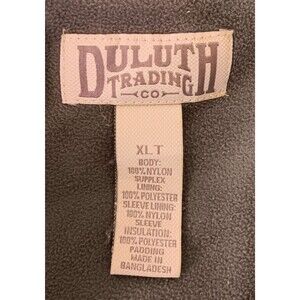 DULUTH
TRADING
CO
XLT
BODY:
100% NYLON
SUPPLEX
LINING:
100% POLYESTER
SLEEVE LINING:
100% NYLON
SLEEVE
INSULATION:
100% POLYESTER
PADDING
MADE IN
BANGLADESH